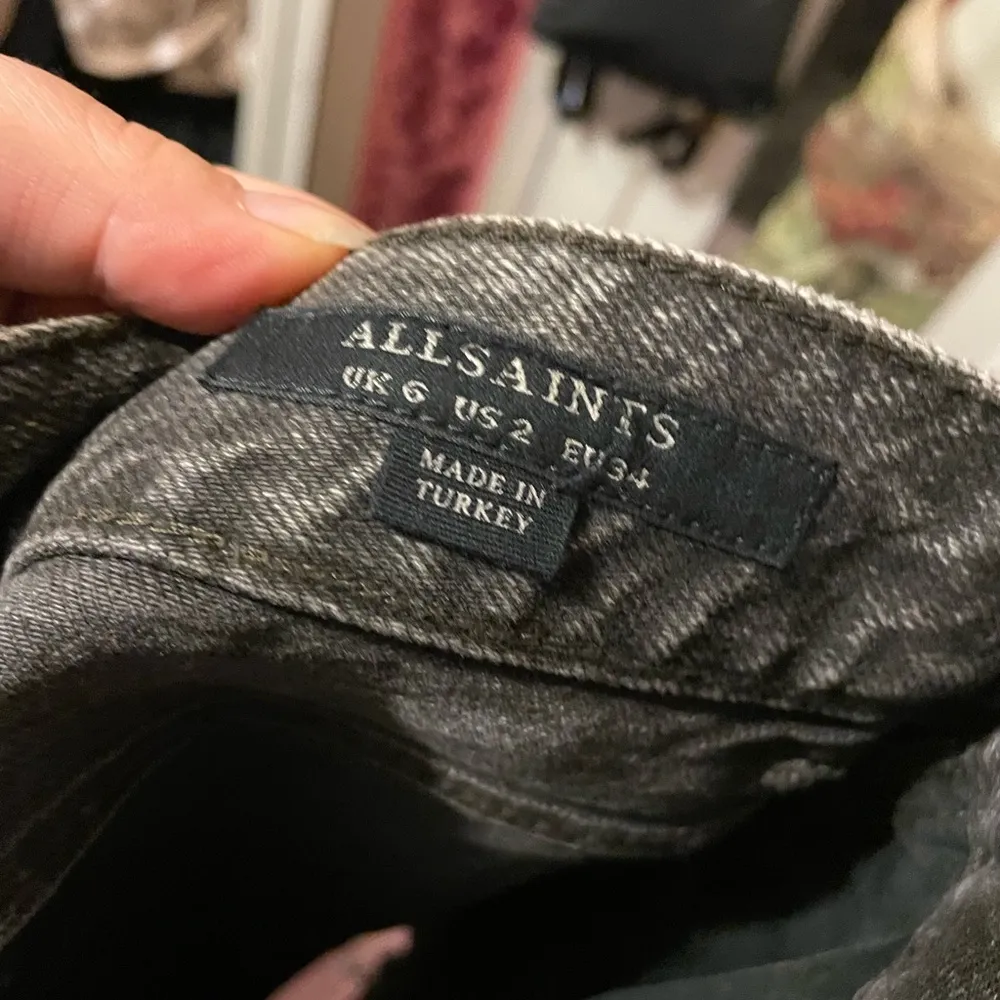 ALLSAINTS
UK 6 US 2 EU 34
MADE IN
TURKEY